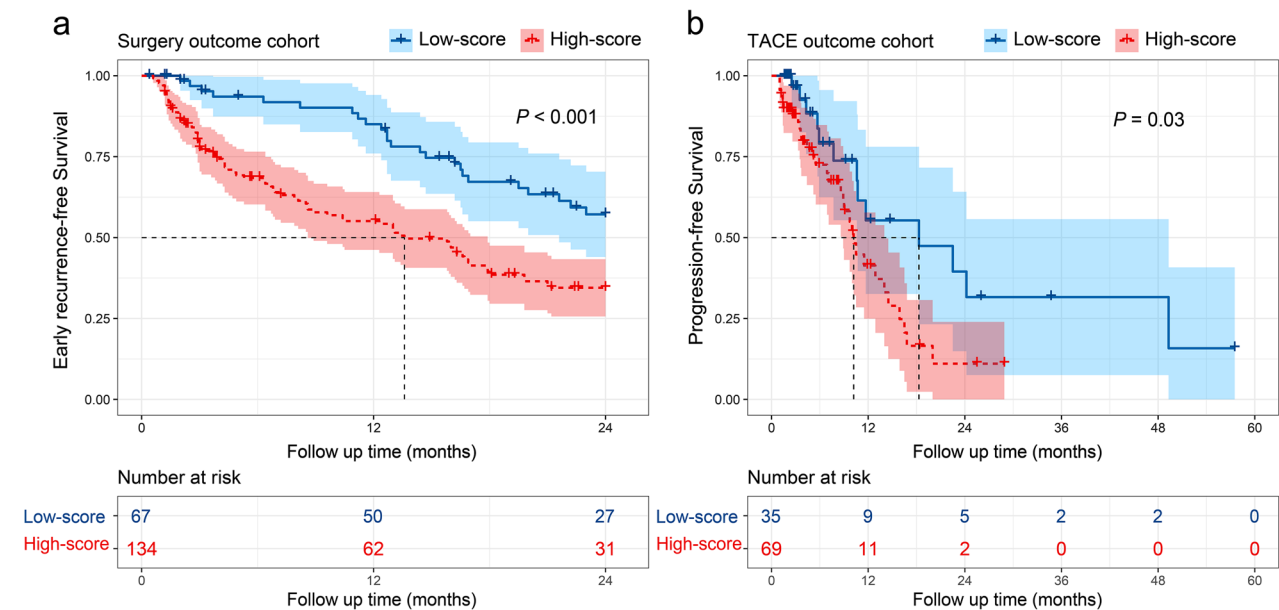 a
Surgery outcome cohort
Low-score
High-score
Early recurrence-free Survival
1.00
0.75
0.50
0.25
0.00
P < 0.001
0 12 24
Follow up time (months)
Number at risk
Low-score 67 50 27
High-score 134 62 31
0 12 24
Follow up time (months)
b
TACE outcome cohort
Low-score
High-score
Progression-free Survival
1.00
0.75
0.50
0.25
0.00
P = 0.03
0 12 24 36 48 60
Follow up time (months)
Number at risk
Low-score 35 9 5 2 2 0
High-score 69 11 2 0 0 0
0 12 24 36 48 60
Follow up time (months)